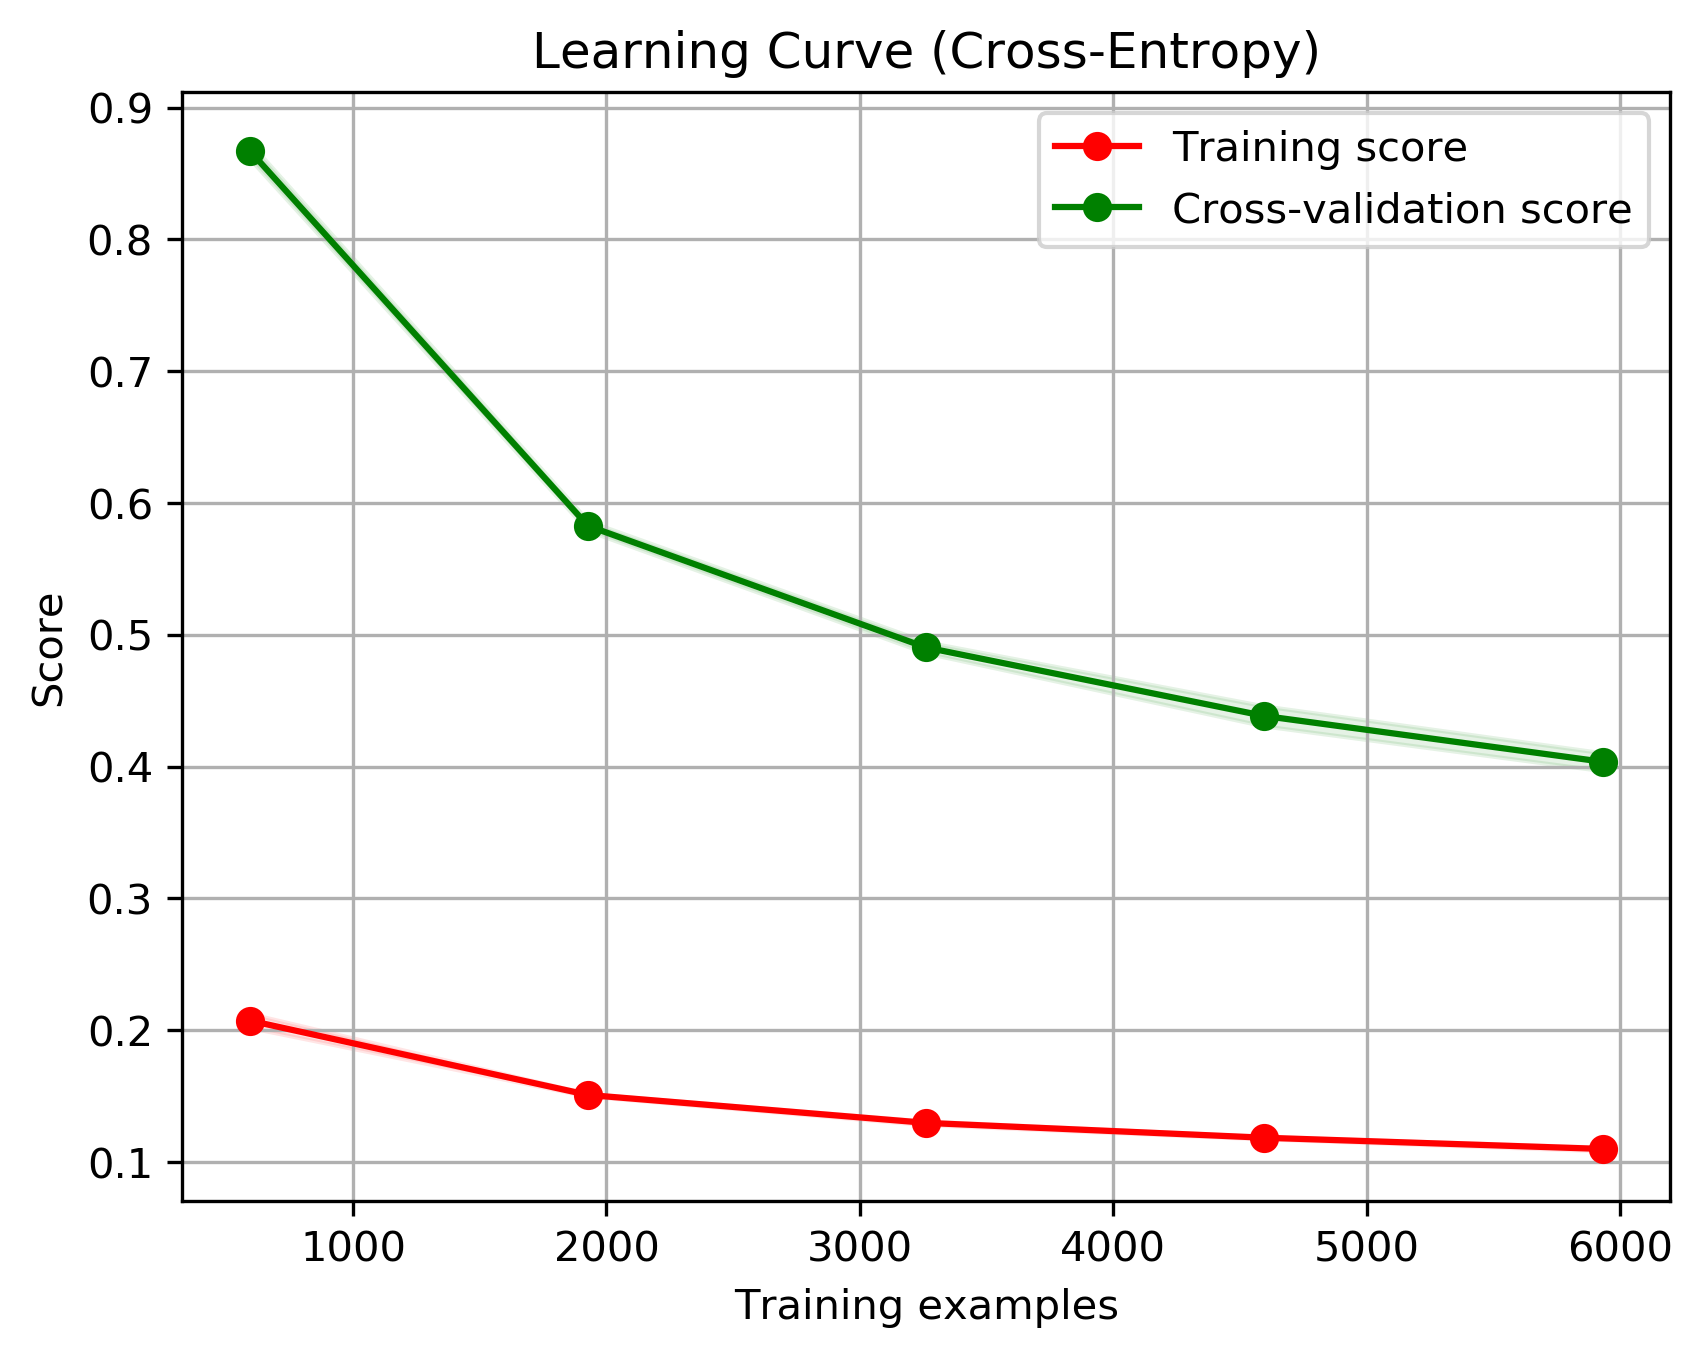 Learning Curve (Cross-Entropy)
0.9
0.8
0.7
0.6
0.5
0.4
0.3
0.2
0.1
Score
Training score
Cross-validation score
1000 2000 3000 4000 5000 6000
Training examples